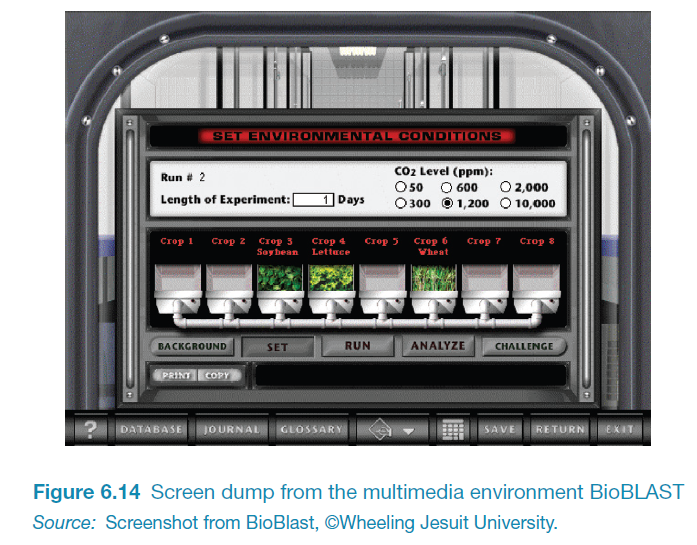 SET ENVIRONMENTAL CONDITIONS
Run # 2
Length of Experiment: 1 Days
CO2 Level (ppm):
50 600 2,000
300 1,200 10,000
Crop 1 Crop 2 Crop 3 Crop 4 Crop 5 Crop 6 Crop 7 Crop 8
Soybean Lettuce Wheat
BACKGROUND SET RUN ANALYZE CHALLENGE
PRINT COPY
? DATABASE JOURNAL GLOSSARY SAVE RETURN EXIT
Figure 6.14 Screen dump from the multimedia environment BioBLAST
Source: Screenshot from BioBlast, ©Wheeling Jesuit University.